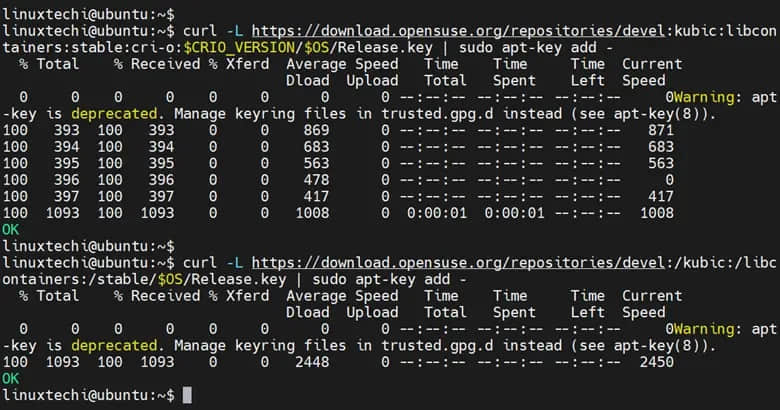 linuxtechi@ubuntu:~$
linuxtechi@ubuntu:~$ curl -L https://download.opensuse.org/repositories/devel:kubic:libcon
tainers:stable:cri-o:$CRIO_VERSION/$OS/Release.key | sudo apt-key add -
  % Total    % Received % Xferd  Average Speed   Time    Time     Time  Current
                                 Dload  Upload   Total   Spent    Left  Speed
  0     0    0     0    0     0      0      0 --:--:-- --:--:-- --:--:--     0Warning: apt
-key is deprecated. Manage keyring files in trusted.gpg.d instead (see apt-key(8)).
100   393  100   393    0     0    869      0 --:--:-- --:--:-- --:--:--   871
100   394  100   394    0     0    683      0 --:--:-- --:--:-- --:--:--   683
100   395  100   395    0     0    563      0 --:--:-- --:--:-- --:--:--   563
100   396  100   396    0     0    478      0 --:--:-- --:--:-- --:--:--     0
100   397  100   397    0     0    417      0 --:--:-- --:--:-- --:--:--   417
100  1093  100  1093    0     0   1008      0  0:00:01  0:00:01 --:--:--  1008
OK
linuxtechi@ubuntu:~$
linuxtechi@ubuntu:~$ curl -L https://download.opensuse.org/repositories/devel:/kubic:/libc
ontainers:/stable/$OS/Release.key | sudo apt-key add -
  % Total    % Received % Xferd  Average Speed   Time    Time     Time  Current
                                 Dload  Upload   Total   Spent    Left  Speed
  0     0    0     0    0     0      0      0 --:--:-- --:--:-- --:--:--     0Warning: apt
-key is deprecated. Manage keyring files in trusted.gpg.d instead (see apt-key(8)).
100  1093  100  1093    0     0   2448      0 --:--:-- --:--:-- --:--:--  2450
OK
linuxtechi@ubuntu:~$